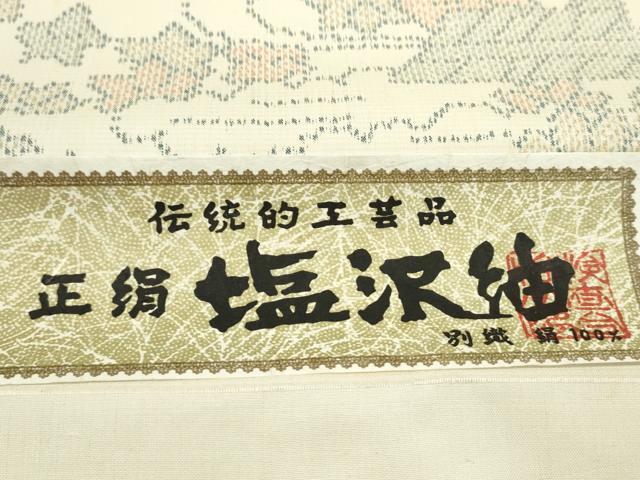 伝統的工芸品
正絹 塩沢紬
別織 絹100%